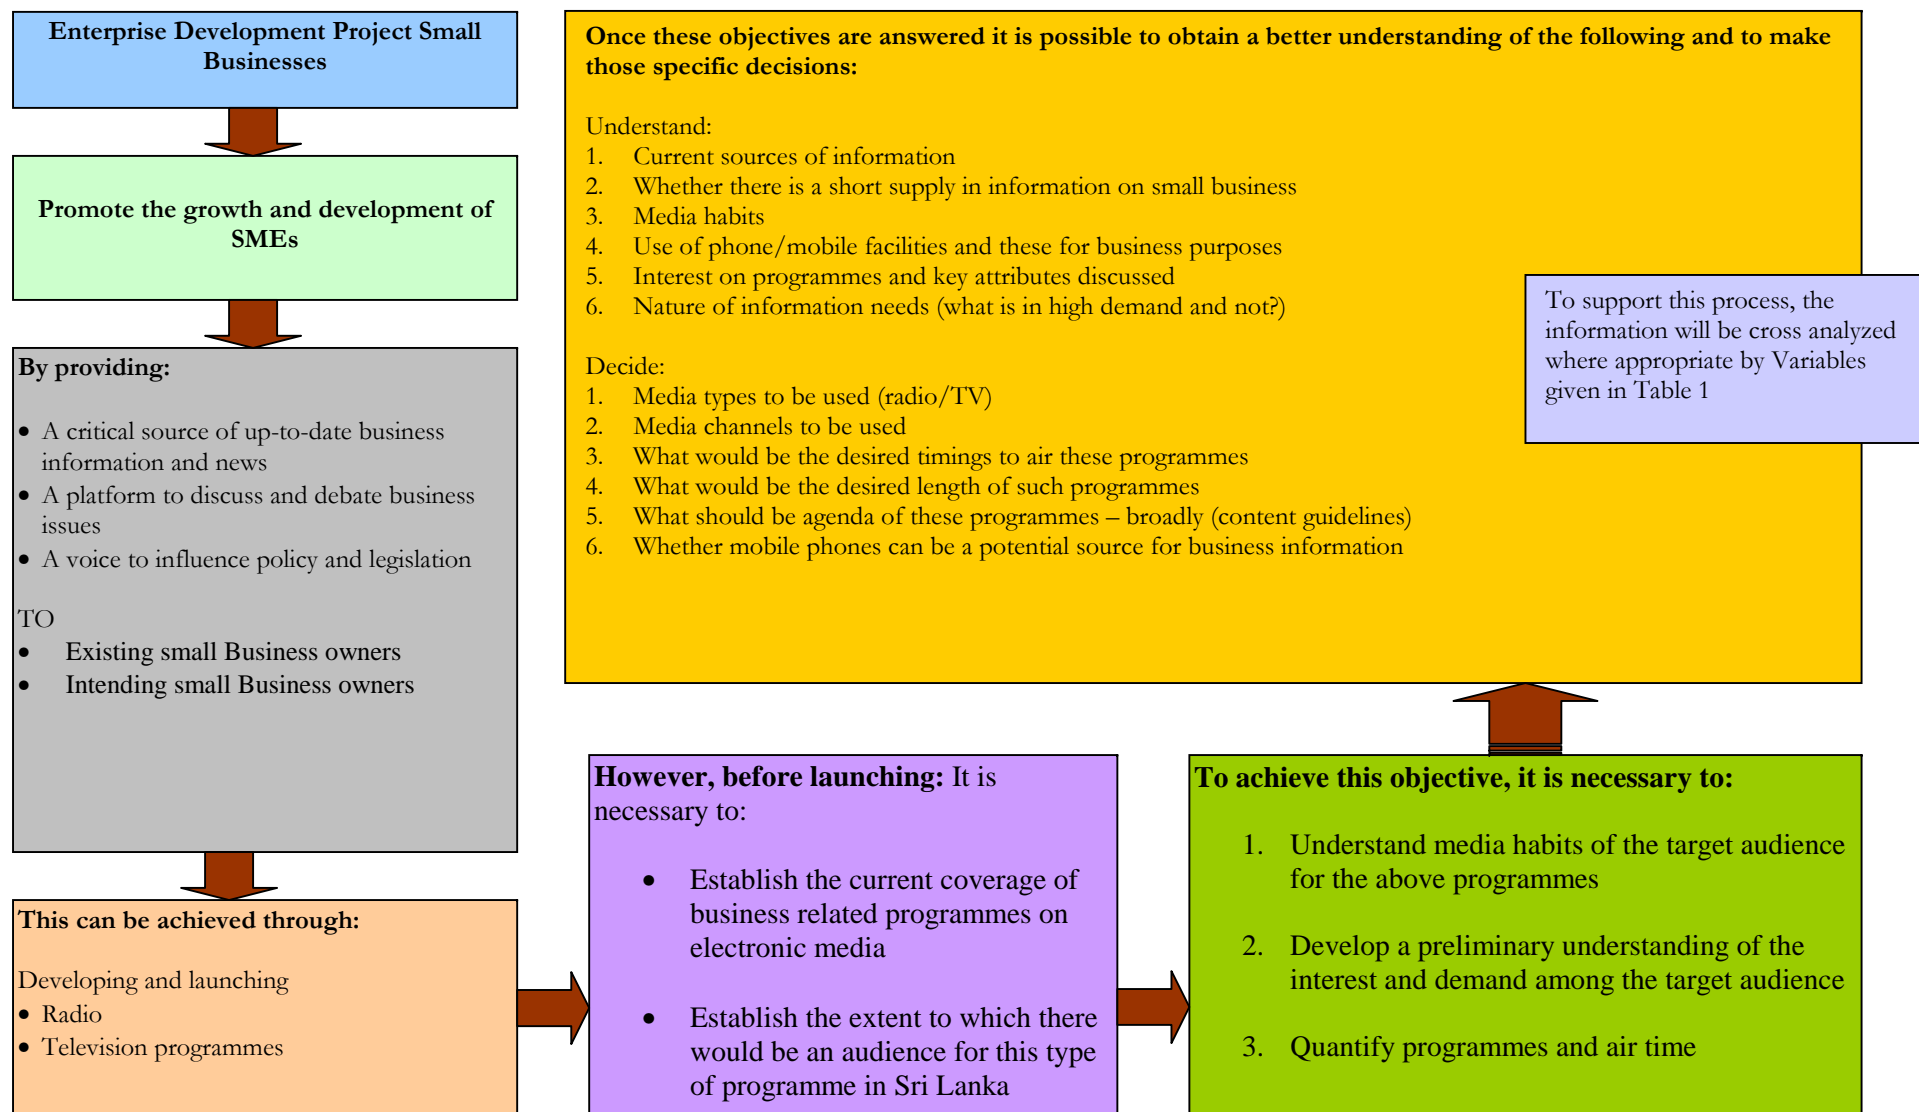 Enterprise Development Project Small
Businesses
Promote the growth and development of
SMEs
By providing:
• A critical source of up-to-date business
information and news
• A platform to discuss and debate business
issues
• A voice to influence policy and legislation
TO
• Existing small Business owners
• Intending small Business owners
This can be achieved through:
Developing and launching
• Radio
• Television programmes
However, before launching: It is
necessary to:
• Establish the current coverage of
business related programmes on
electronic media
• Establish the extent to which there
would be an audience for this type
of programme in Sri Lanka
To achieve this objective, it is necessary to:
1. Understand media habits of the target audience
for the above programmes
2. Develop a preliminary understanding of the
interest and demand among the target audience
3. Quantify programmes and air time
Once these objectives are answered it is possible to obtain a better understanding of the following and to make
those specific decisions:
Understand:
1. Current sources of information
2. Whether there is a short supply in information on small business
3. Media habits
4. Use of phone/mobile facilities and these for business purposes
5. Interest on programmes and key attributes discussed
6. Nature of information needs (what is in high demand and not?)
Decide:
1. Media types to be used (radio/TV)
2. Media channels to be used
3. What would be the desired timings to air these programmes
4. What would be the desired length of such programmes
5. What should be agenda of these programmes – broadly (content guidelines)
6. Whether mobile phones can be a potential source for business information
To support this process, the
information will be cross analyzed
where appropriate by Variables
given in Table 1